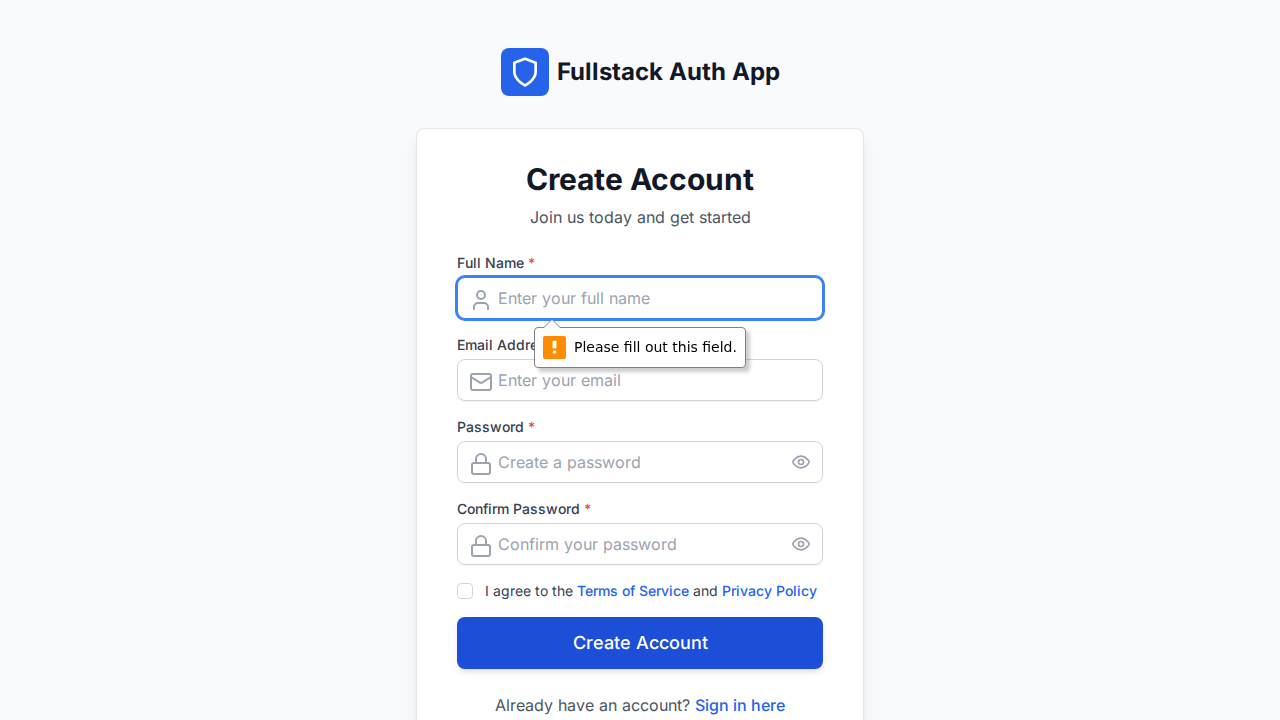 Fullstack Auth App
Create Account
Join us today and get started
Full Name *
Enter your full name
Please fill out this field.
Email Addre
Enter your email
Password *
Create a password
Confirm Password *
Confirm your password
I agree to the Terms of Service and Privacy Policy
Create Account
Already have an account? Sign in here